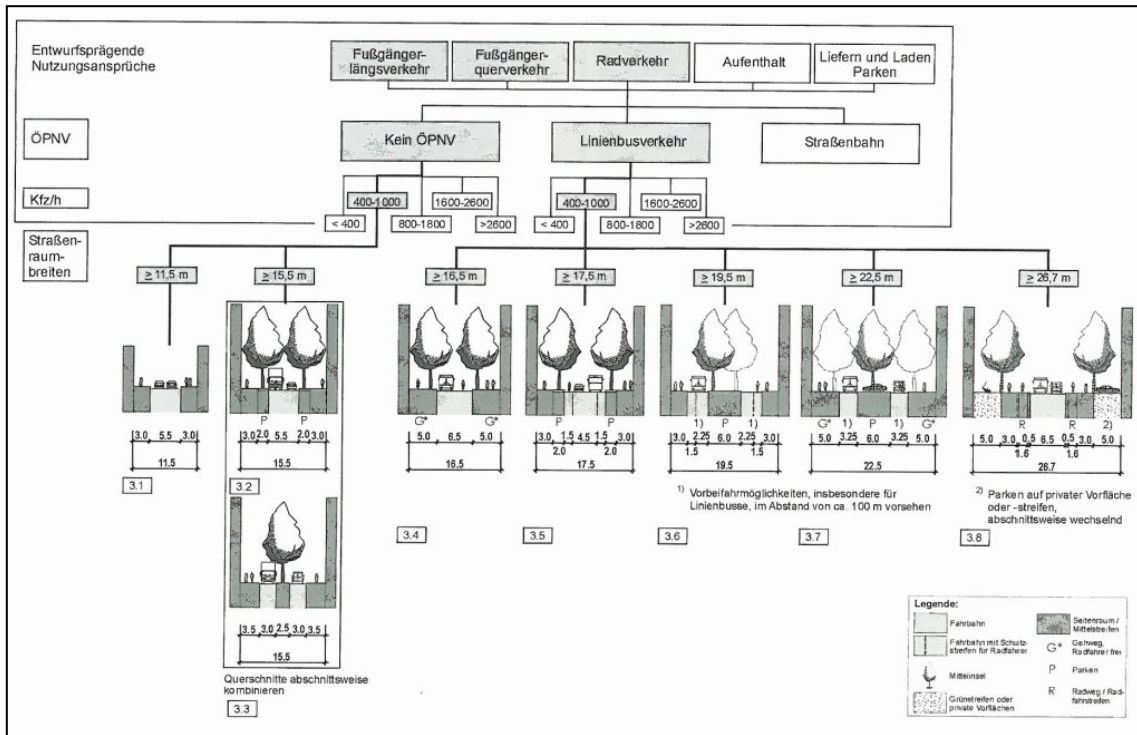 Entwurfsprägende
Nutzungsansprüche
Fußgänger-
längsverkehr
Fußgänger-
querverkehr
Radverkehr
Aufenthalt
Liefern und Laden
Parken
ÖPNV
Kein ÖPNV
Linienbusverkehr
Straßenbahn
Kfz/h
400-1000
1600-2600
< 400
800-1800
>2600
400-1000
1600-2600
< 400
800-1800
>2600
Straßen-
raum-
breiten
≥ 11,5 m
≥ 15,5 m
≥ 16,5 m
≥ 17,5 m
≥ 19,5 m
≥ 22,5 m
≥ 26,7 m
3.0 5.5 3.0
11.5
3.1
P P
3.0 2.0 5.5 2.0 3.0
15.5
3.2
3.5 3.0 2.5 3.0 3.5
15.5
Querschnitte abschnittsweise
kombinieren
3.3
G* G*
5.0 6.5 5.0
16,5
3.4
P P
3.0 1.5 4.5 1.5 3.0
2.0 2.0
17.5
3.5
1) P 1)
3.0 2.25 6.0 2.25 3.0
1.5 1.5
19.5
1) Vorbeifahrmöglichkeiten, insbesondere für
Linienbusse, im Abstand von ca. 100 m vorsehen
3.6
G* 1) P 1) G*
5.0 3.25 6.0 3.25 5.0
22.5
3.7
R R 2)
5.0 3.0 0.5 6.5 0.5 3.0 5.0
1.6 1.6
26.7
2) Parken auf privater Vorfläche
oder -streifen,
abschnittsweise wechselnd
3.8
Legende:
Fahrbahn
Fahrbahn mit Schutz-
streifen für Radfahrer
Mittelinsel
Grünstreifen oder
private Vorflächen
Seitenraum /
Mittelstreifen
G* Gehweg,
Radfahrer frei
P Parken
R Radweg / Rad-
fahrstreifen